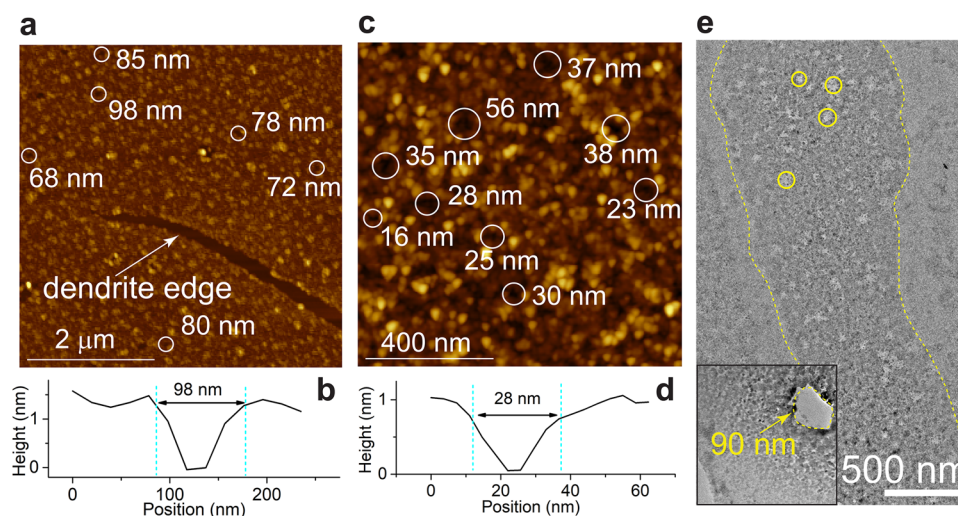 a
85 nm
98 nm
78 nm
68 nm
72 nm
dendrite edge
2 μm
80 nm
b
98 nm
Height (nm)
1
0
0
100
200
Position (nm)
c
37 nm
56 nm
35 nm
38 nm
28 nm
23 nm
16 nm
25 nm
30 nm
400 nm
d
28 nm
Height (nm)
1
0
0
20
40
60
Position (nm)
e
90 nm
500 nm